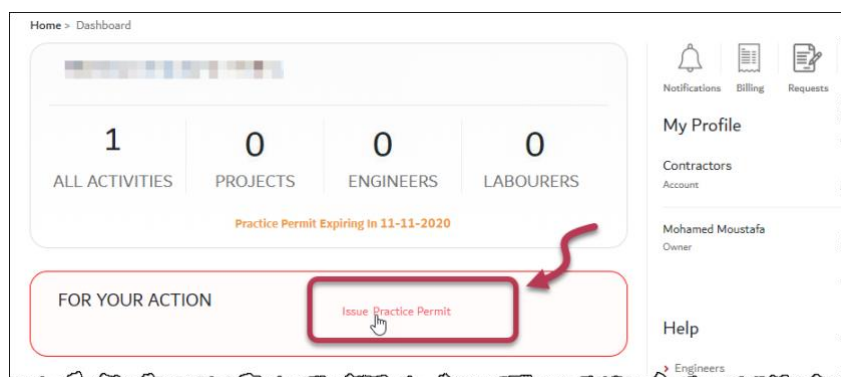 Home > Dashboard
1
ALL ACTIVITIES
0
PROJECTS
0
ENGINEERS
0
LABOURERS
Practice Permit Expiring In 11-11-2020
FOR YOUR ACTION
Issue Practice Permit
Notifications
Billing
Requests
My Profile
Contractors
Account
Mohamed Moustafa
Owner
Help
> Engineers